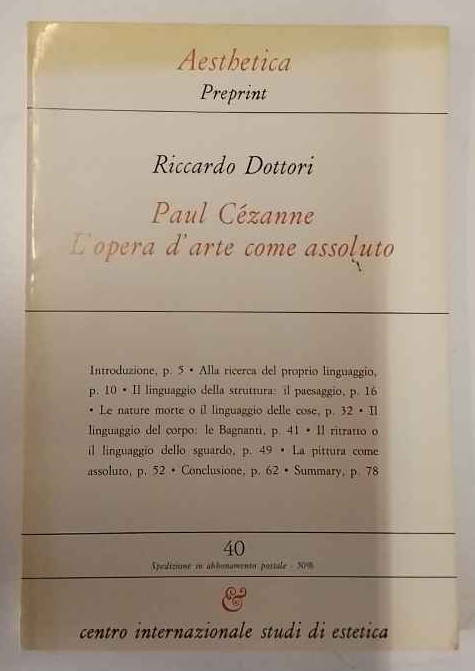 Aesthetica
Preprint
Riccardo Dottori
Paul Cézanne
L'opera d'arte come assoluto
Introduzione, p. 5 • Alla ricerca del proprio linguaggio,
p. 10 • Il linguaggio della struttura: il paesaggio, p. 16
• Le nature morte o il linguaggio delle cose, p. 32 • Il
linguaggio del corpo: le Bagnanti, p. 41 • Il ritratto o
il linguaggio dello sguardo, p. 49 • La pittura come
assoluto, p. 52 • Conclusione, p. 62 • Summary, p. 78
40
Spedizione in abbonamento postale - 50%
&
centro internazionale studi di estetica